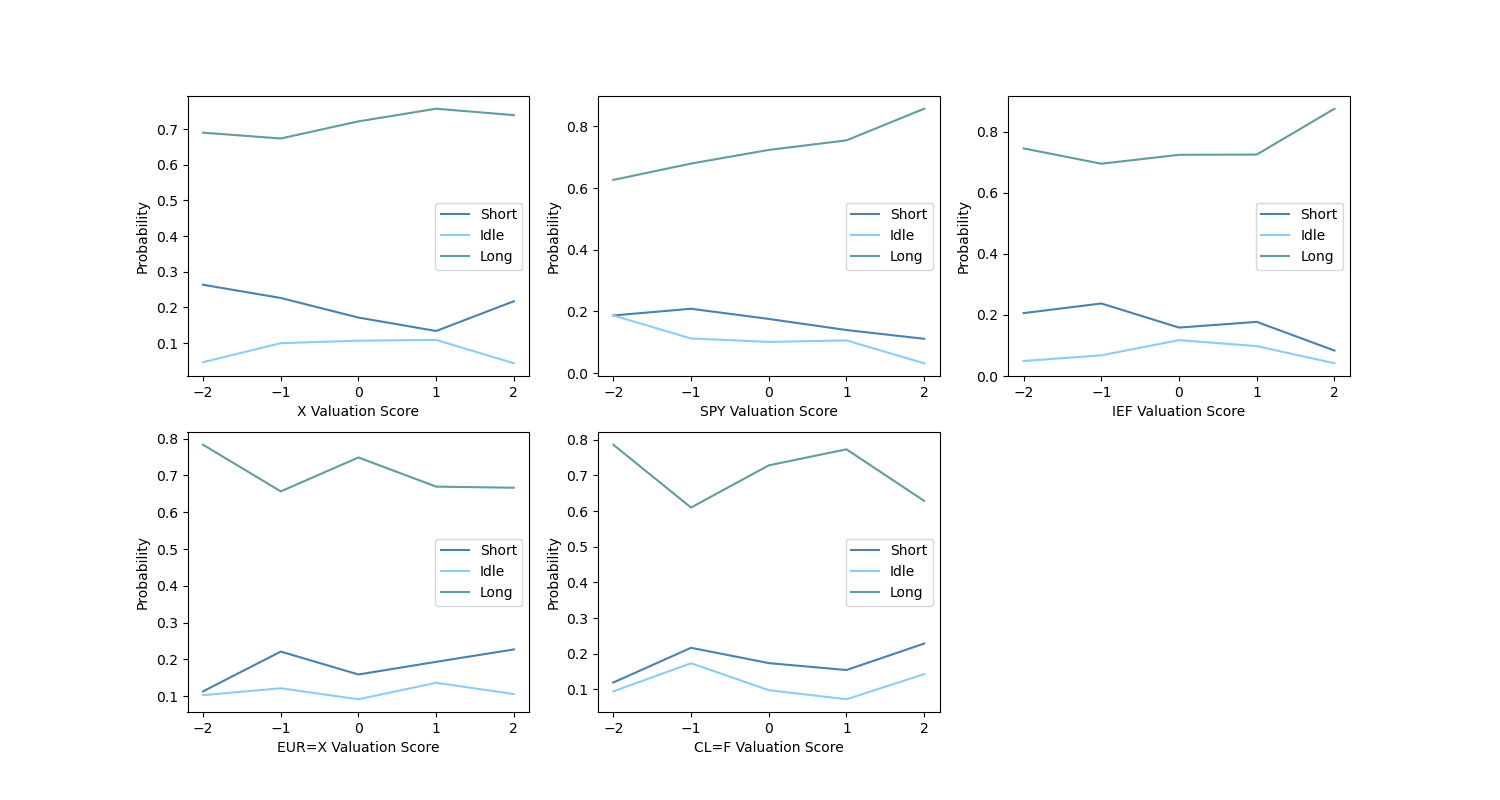 Probability
0.7
0.6
0.5
0.4
0.3
0.2
0.1
−2 −1 0 1 2
X Valuation Score
Short
Idle
Long
Probability
0.8
0.6
0.4
0.2
0.0
−2 −1 0 1 2
SPY Valuation Score
Short
Idle
Long
Probability
0.8
0.6
0.4
0.2
0.0
−2 −1 0 1 2
IEF Valuation Score
Short
Idle
Long
Probability
0.8
0.7
0.6
0.5
0.4
0.3
0.2
0.1
−2 −1 0 1 2
EUR=X Valuation Score
Short
Idle
Long
Probability
0.8
0.7
0.6
0.5
0.4
0.3
0.2
0.1
−2 −1 0 1 2
CL=F Valuation Score
Short
Idle
Long